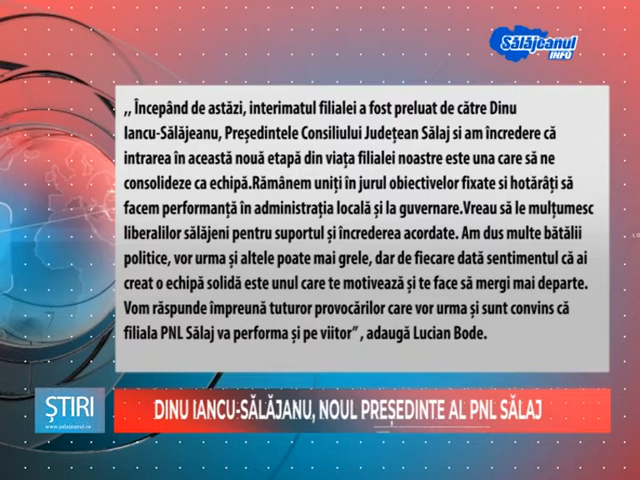 Sălăjeanul
INFO
,, Începând de astăzi, interimatul filialei a fost preluat de către Dinu
Iancu-Sălăjeanu, Președintele Consiliului Județean Sălaj si am încredere că
intrarea în această nouă etapă din viața filialei noastre este una care să ne
consolideze ca echipă.Rămânem uniți în jurul obiectivelor fixate si hotărâți să
facem performanță în administrația locală și la guvernare.Vreau să le mulțumesc
liberalilor sălăjeni pentru suportul și încrederea acordate. Am dus multe bătălii
politice, vor urma și altele poate mai grele, dar de fiecare dată sentimentul că ai
creat o echipă solidă este unul care te motivează și te face să mergi mai departe.
Vom răspunde împreună tuturor provocărilor care vor urma și sunt convins că
filiala PNL Sălaj va performa și pe viitor” , adaugă Lucian Bode.
ȘTIRI
www.salajeanul.ro
DINU IANCU-SĂLĂJANU, NOUL PREȘEDINTE AL PNL SĂLAJ